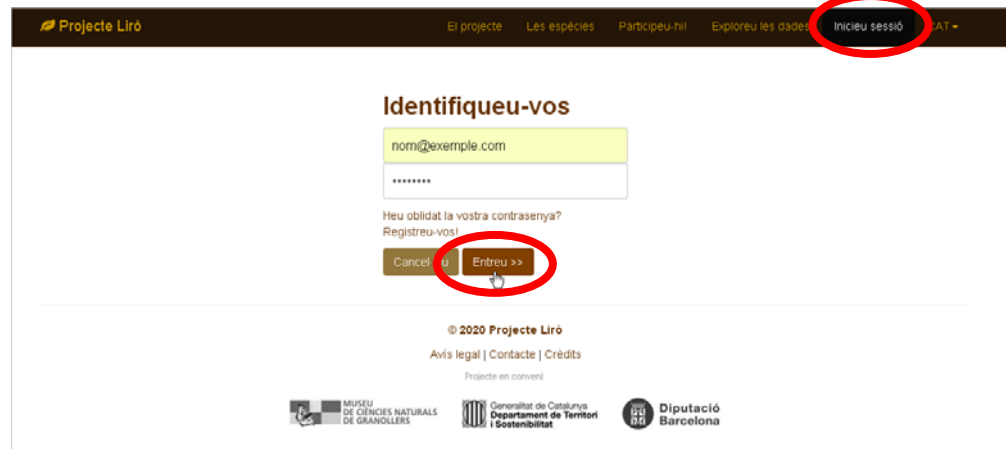 Projecte Liró El projecte Les espècies Participeu-hi! Exploreu les dades Inicieu sessió CAT
Identifiqueu-vos
nom@exemple.com
••••••••
Heu oblidat la vostra contrasenya?
Registreu-vos!
Entreu >>
© 2020 Projecte Liró
Avís legal | Contacte | Crèdits
Projecte en conveni:
MUSEU
DE CIÈNCIES NATURALS
DE GRANOLLERS
Generalitat de Catalunya
Departament de Territori
i Sostenibilitat
Diputació
Barcelona